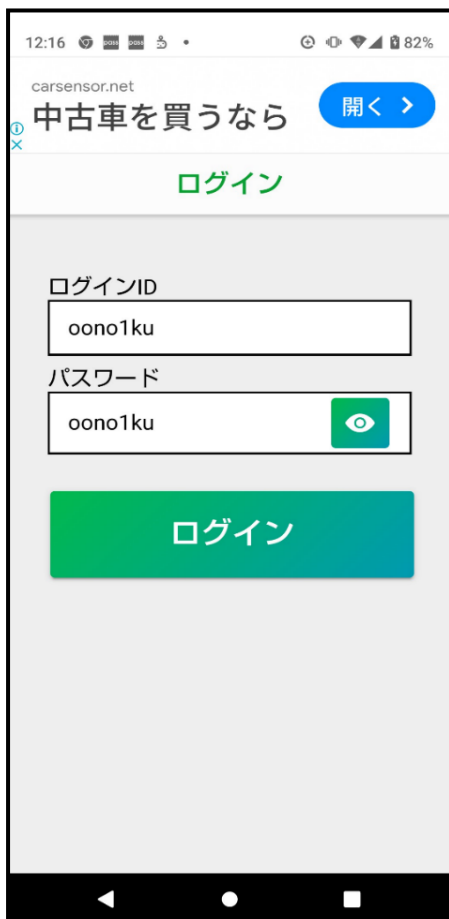 12:16
82%
carsensor.net
中古車を買うなら
開く
ログイン
ログインID
oono1ku
パスワード
oono1ku
ログイン